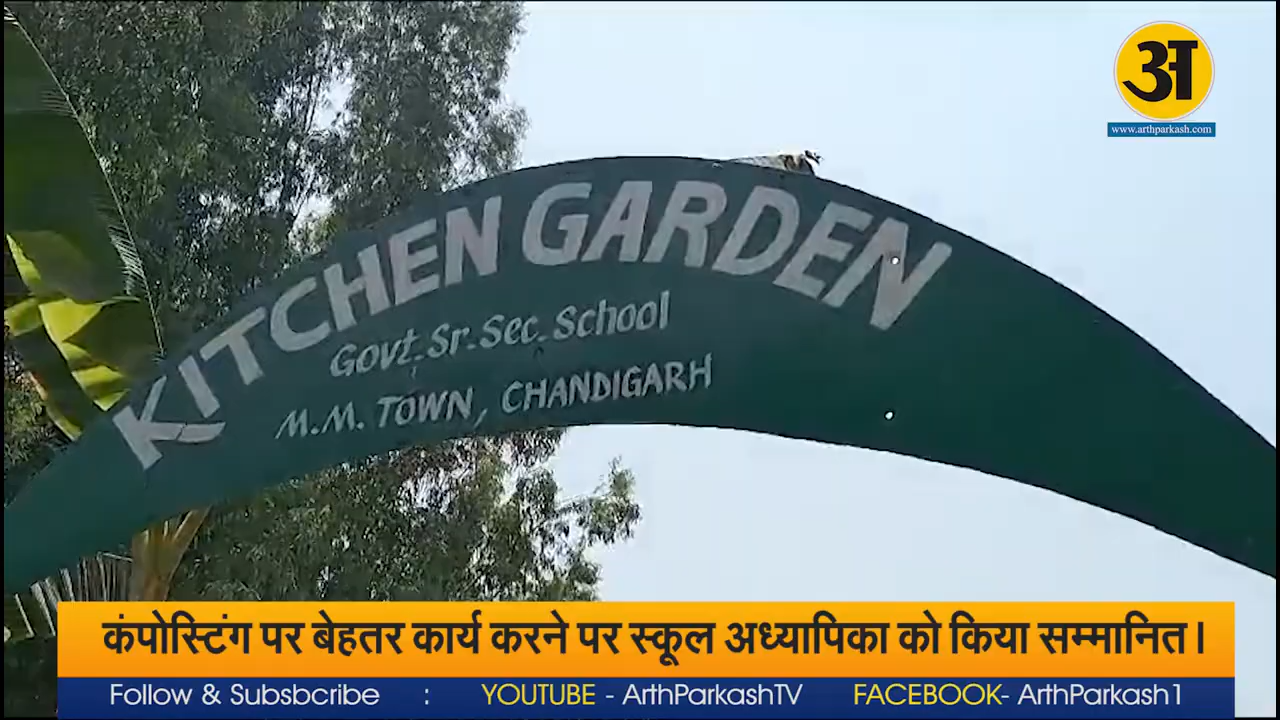 अ
www.arthparkash.com
KITCHEN GARDEN
Govt. Sr. Sec. School
M.M. TOWN, CHANDIGARH
कंपोस्टिंग पर बेहतर कार्य करने पर स्कूल अध्यापिका को किया सम्मानित।
Follow & Subsbcribe : YOUTUBE - ArthParkashTV FACEBOOK- ArthParkash1